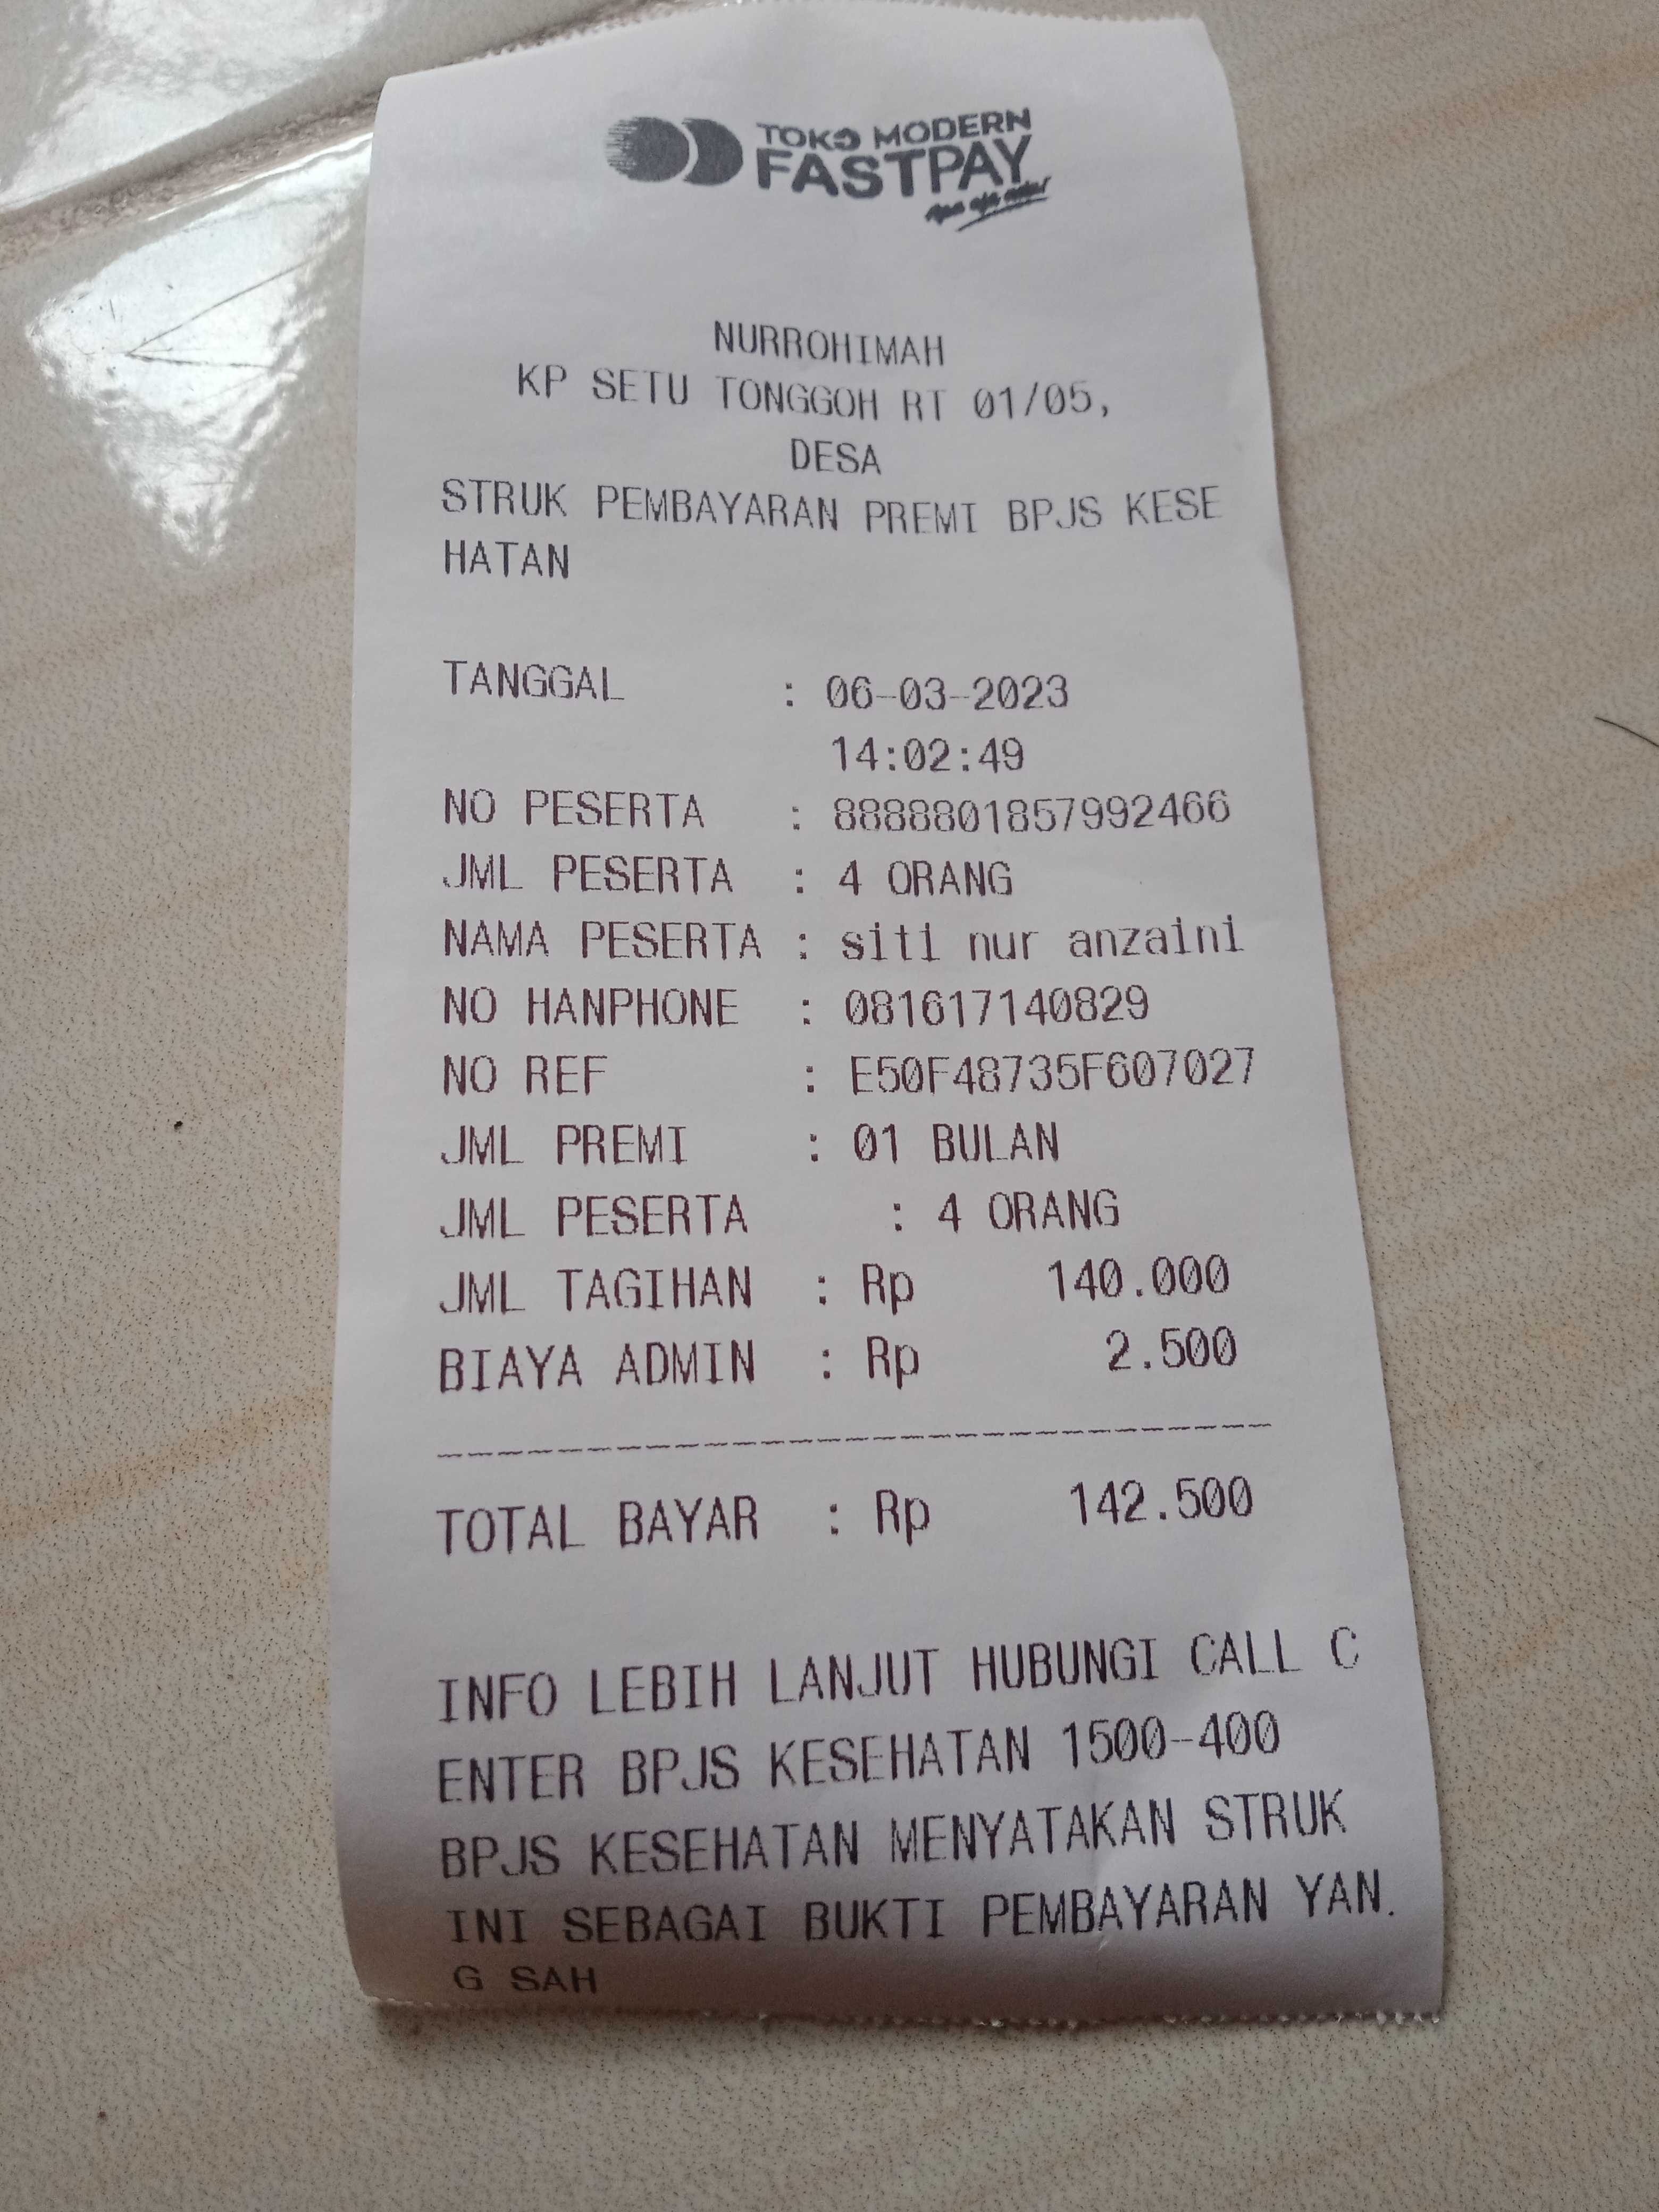 TOKO MODERN
FASTPAY
NURROHIMAH
KP SETU TONGGOH RT 01/05,
DESA
STRUK PEMBAYARAN PREMI BPJS KESE
HATAN
TANGGAL : 06-03-2023
14:02:49
NO PESERTA : 8888801857992466
JML PESERTA : 4 ORANG
NAMA PESERTA : siti nur anzaini
NO HANPHONE : 081617140829
NO REF : E50F48735F607027
JML PREMI : 01 BULAN
JML PESERTA : 4 ORANG
JML TAGIHAN : Rp 140.000
BIAYA ADMIN : Rp 2.500
--------------------------------
TOTAL BAYAR : Rp 142.500
INFO LEBIH LANJUT HUBUNGI CALL C
ENTER BPJS KESEHATAN 1500-400
BPJS KESEHATAN MENYATAKAN STRUK
INI SEBAGAI BUKTI PEMBAYARAN YAN.
G SAH